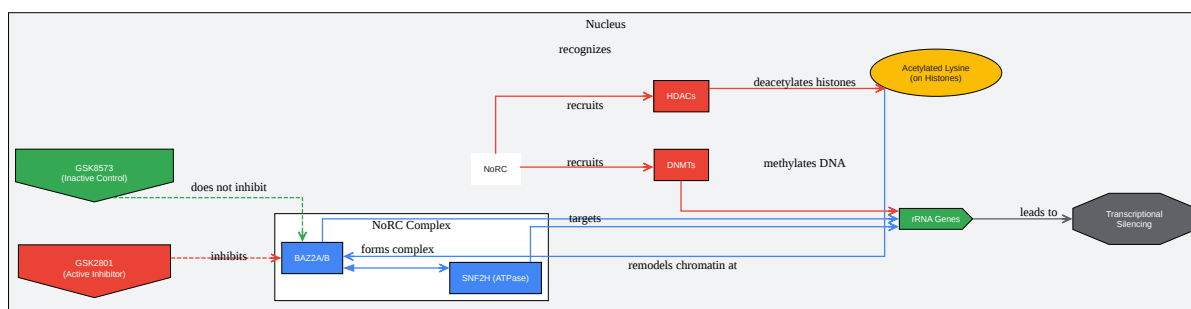 Nucleus
recognizes
Acetylated Lysine
(on Histones)
HDACs
deacetylates histones
recruits
GSK8573
(Inactive Control)
NoRC
recruits
DNMTs
methylates DNA
does not inhibit
NoRC Complex
targets
rRNA Genes
leads to
Transcriptional
Silencing
GSK2801
(Active Inhibitor)
inhibits
BAZ2A/B
forms complex
SNF2H (ATPase)
remodels chromatin at